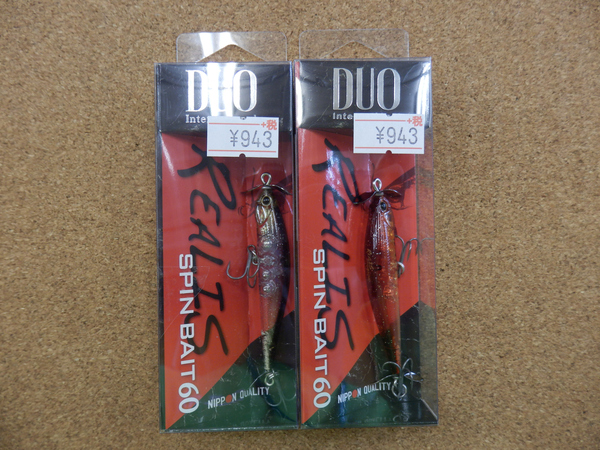 DUO
Inte
+税
¥943
REALIS
SPIN BAIT 60
NIPPON QUALITY
DUO
Inte
+税
¥943
REALIS
SPIN BAIT 60
NIPPON QUALITY